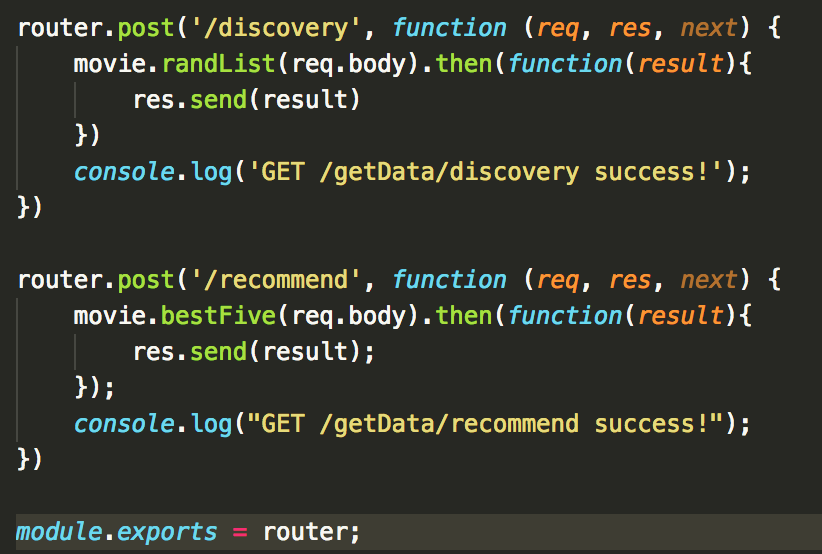 router.post('/discovery', function (req, res, next) {
    movie.randList(req.body).then(function(result){
        res.send(result)
    })
    console.log('GET /getData/discovery success!');
})

router.post('/recommend', function (req, res, next) {
    movie.bestFive(req.body).then(function(result){
        res.send(result);
    });
    console.log("GET /getData/recommend success!");
})

module.exports = router;